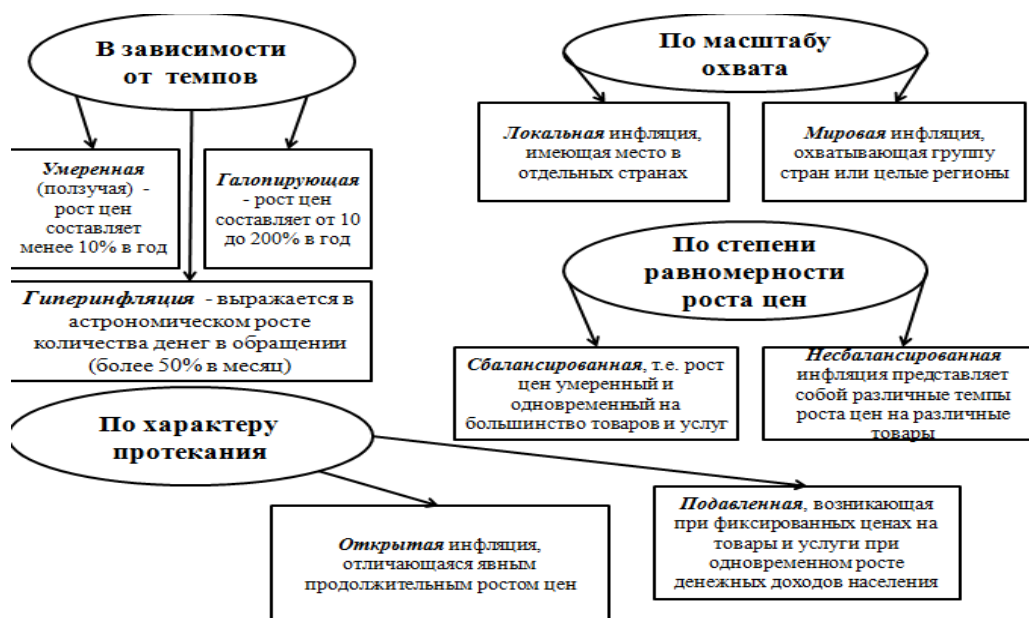 В зависимости
от темпов
Умеренная
(ползучая) -
рост цен
составляет
менее 10% в год
Галопирующая
- рост цен
составляет от 10
до 200% в год
Гиперинфляция - выражается в
астрономическом росте
количества денег в обращении
(более 50% в месяц)
По масштабу
охвата
Локальная инфляция,
имеющая место в
отдельных странах
Мировая инфляция,
охватывающая группу
стран или целые регионы
По степени
равномерности
роста цен
Сбалансированная, т.е. рост
цен умеренный и
одновременный на
большинство товаров и услуг
Несбалансированная
инфляция представляет
собой различные темпы
роста цен на различные
товары
По характеру
протекания
Открытая инфляция,
отличающаяся явным
продолжительным ростом цен
Подавленная, возникающая
при фиксированных ценах на
товары и услуги при
одновременном росте
денежных доходов населения